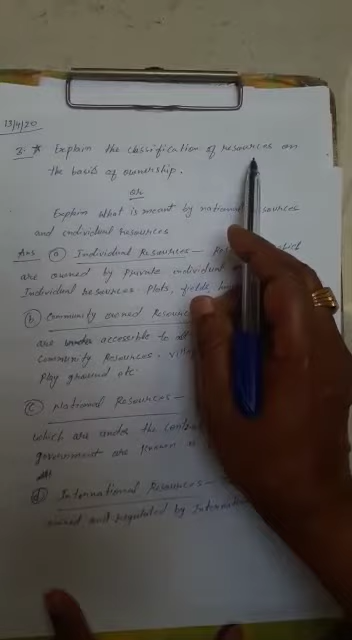 13/4/20
3. * Explain the classification of resources on
the basis of ownership.
OR
Explain what is meant by national
and individual resources
Ans (a) Individual Resources —
are owned by private individual
Individual resources. Plots, fields,
(b) Community owned
are accessible to all
Community Resources.
Play ground etc.
(c) National Resources —
which are under the
government are known
(d) International Resources —
owned and regulated by